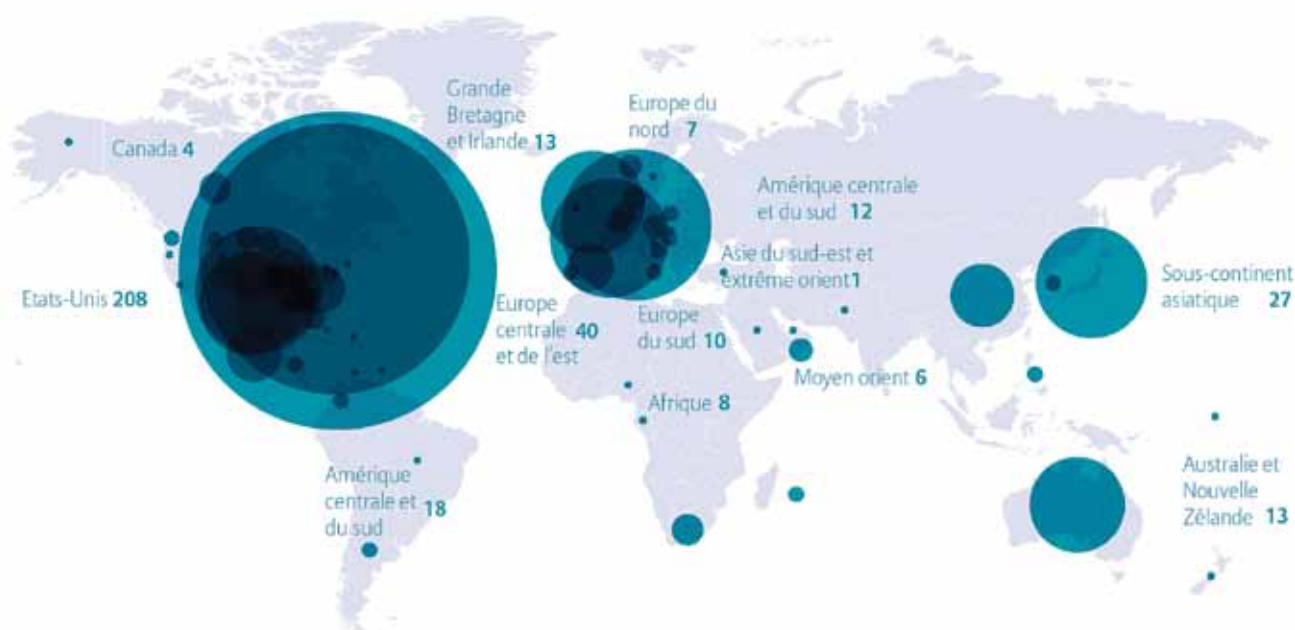 Grande
Bretagne
et Irlande 13
Europe du
nord 7
Canada 4
Amérique centrale
et du sud 12
Asie du sud-est et
extrême orient 1
Sous-continent
asiatique 27
Etats-Unis 208
Europe
centrale 40
et de l'est
Europe
du sud 10
Moyen orient 6
Afrique 8
Amérique
centrale et 18
du sud
Australie et
Nouvelle
Zélande 13